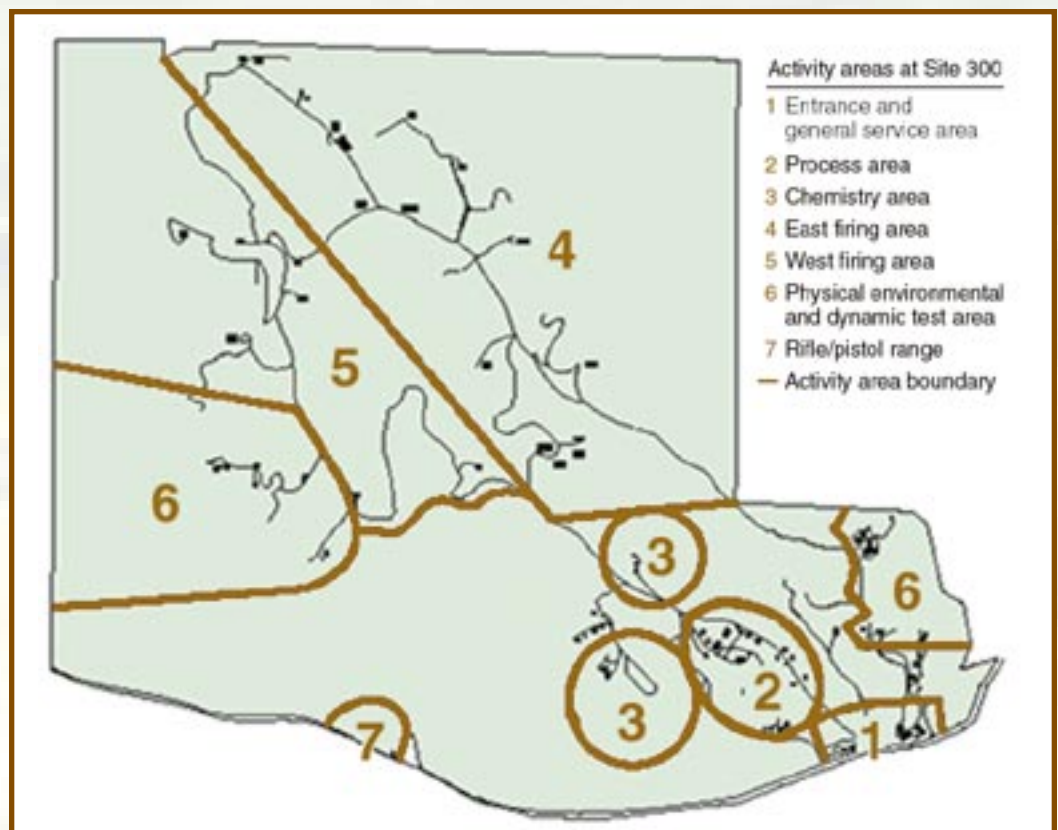 Activity areas at Site 300
1 Entrance and
general service area
2 Process area
3 Chemistry area
4 East firing area
5 West firing area
6 Physical environmental
and dynamic test area
7 Rifle/pistol range
Activity area boundary
4
5
6
3
6
2
3
7
1